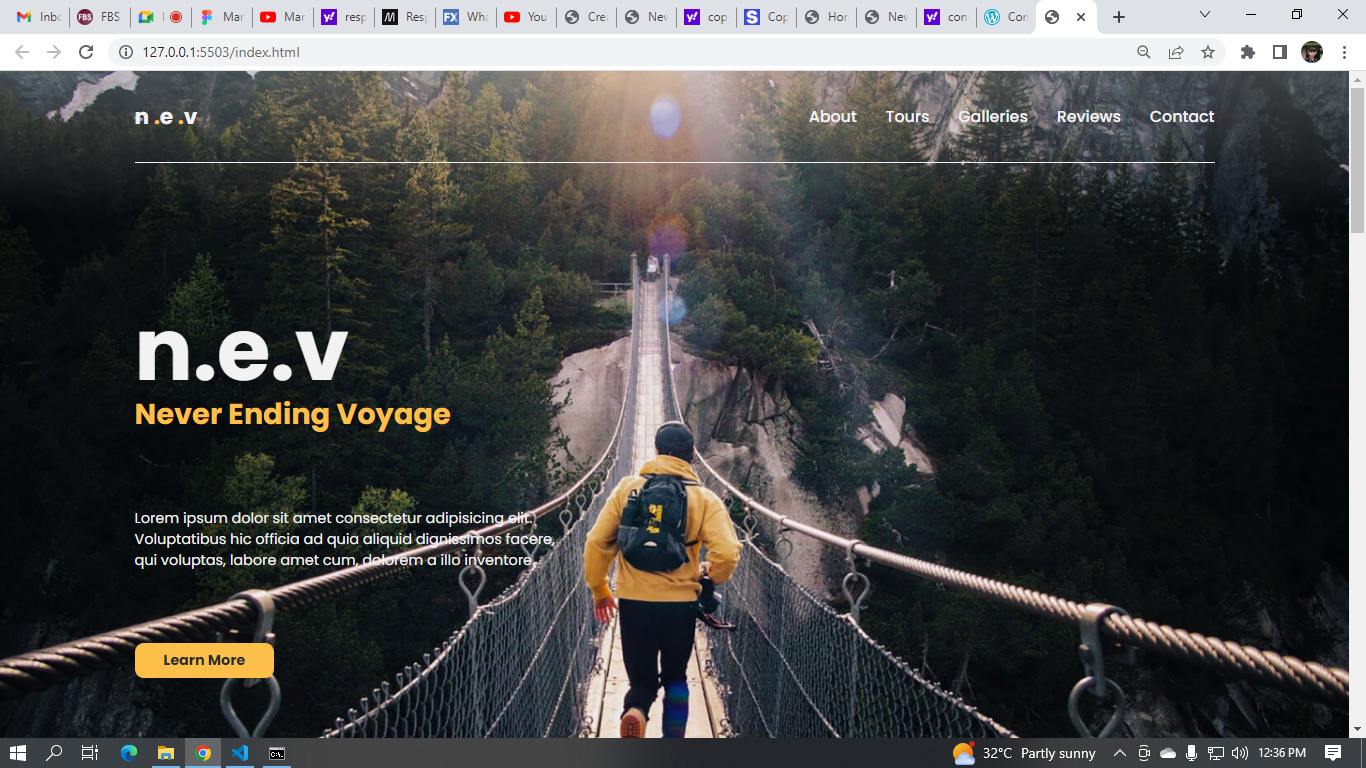 Inbo
FBS FBS
Mar
Mar
resp
Resp
Wha
You
Crea
Nev
cop
Cop
Hor
Nev
con
Con
127.0.0.1:5503/index.html
n .e .v
About Tours Galleries Reviews Contact
n.e.v
Never Ending Voyage
Lorem ipsum dolor sit amet consectetur adipisicing elit.
Voluptatibus hic officia ad quia aliquid dignissimos facere,
qui voluptas, labore amet cum, dolorem a illo inventore.
Learn More
32°C Partly sunny
12:36 PM